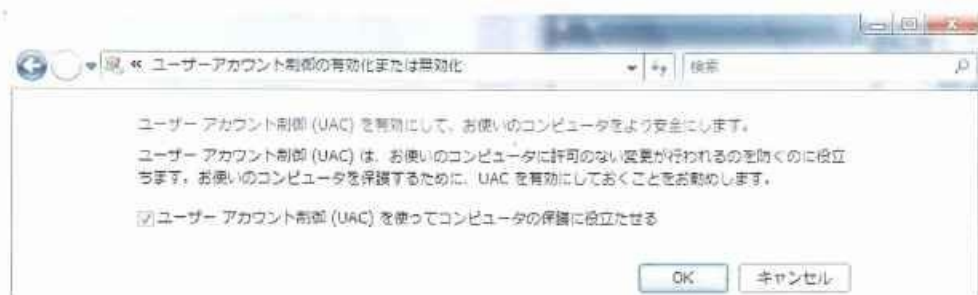 « ユーザーアカウント制御の有効化または無効化
検索
ユーザー アカウント制御 (UAC) を有効にして、お使いのコンピュータをより安全にします。
ユーザー アカウント制御 (UAC) は、お使いのコンピュータに許可のない変更が行われるのを防ぐのに役立
ちます。お使いのコンピュータを保護するために、UAC を有効にしておくことをお勧めします。
ユーザー アカウント制御 (UAC) を使ってコンピュータの保護に役立たせる
OK
キャンセル